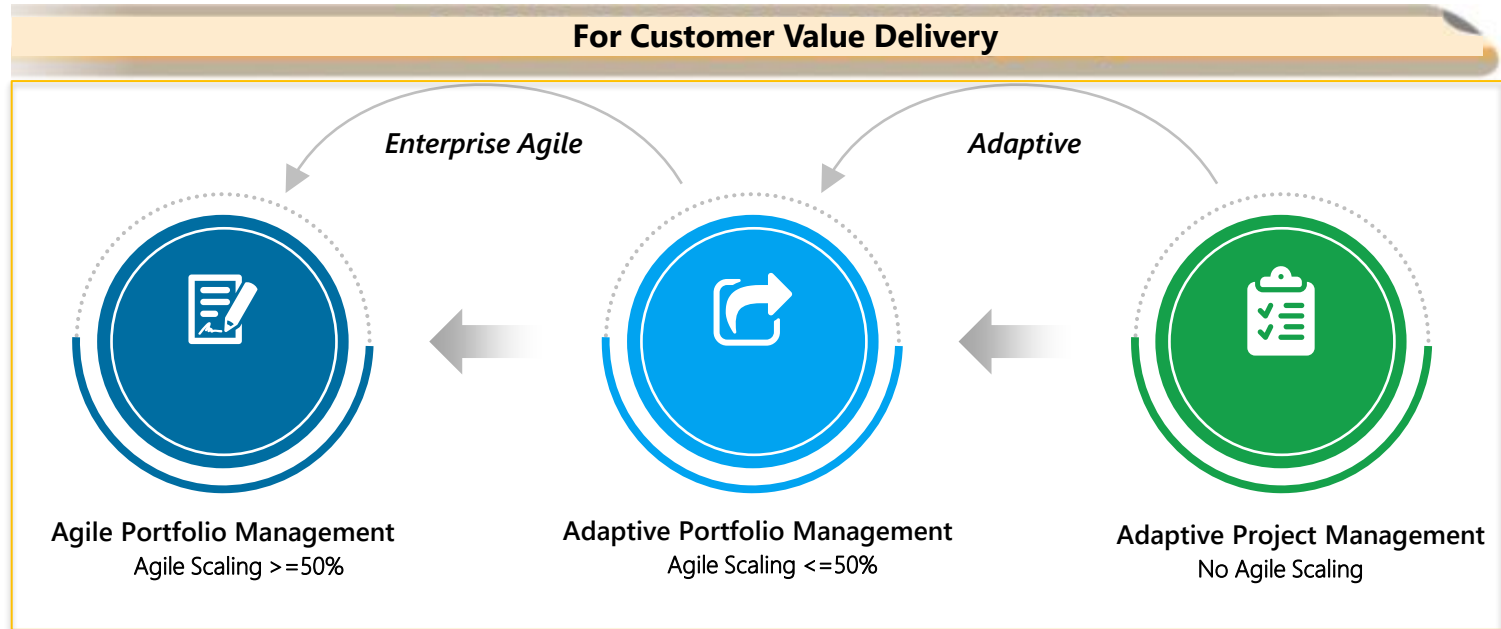 For Customer Value Delivery
Enterprise Agile
Adaptive
Agile Portfolio Management
Agile Scaling >=50%
Adaptive Portfolio Management
Agile Scaling <=50%
Adaptive Project Management
No Agile Scaling